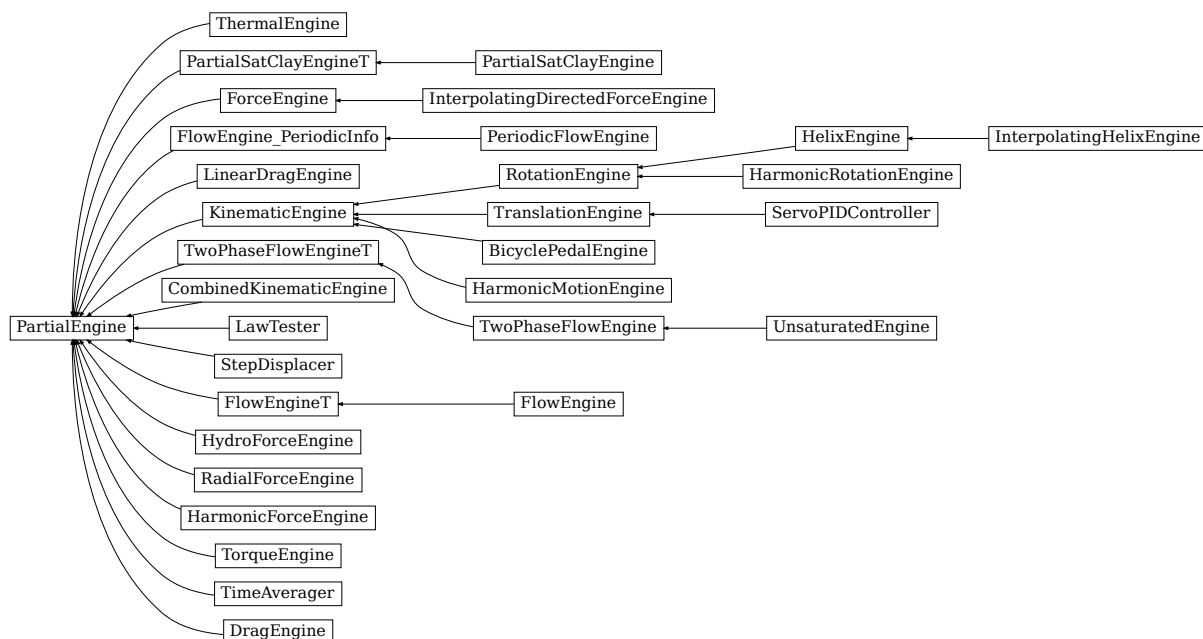 ThermalEngine
PartialSatClayEngineT PartialSatClayEngine
ForceEngine InterpolatingDirectedForceEngine
FlowEngine_PeriodicInfo PeriodicFlowEngine HelixEngine InterpolatingHelixEngine
LinearDragEngine RotationEngine HarmonicRotationEngine
KinematicEngine TranslationEngine ServoPIDController
TwoPhaseFlowEngineT BicyclePedalEngine
CombinedKinematicEngine HarmonicMotionEngine
PartialEngine LawTester TwoPhaseFlowEngine UnsaturatedEngine
StepDisplacer
FlowEngineT FlowEngine
HydroForceEngine
RadialForceEngine
HarmonicForceEngine
TorqueEngine
TimeAverager
DragEngine